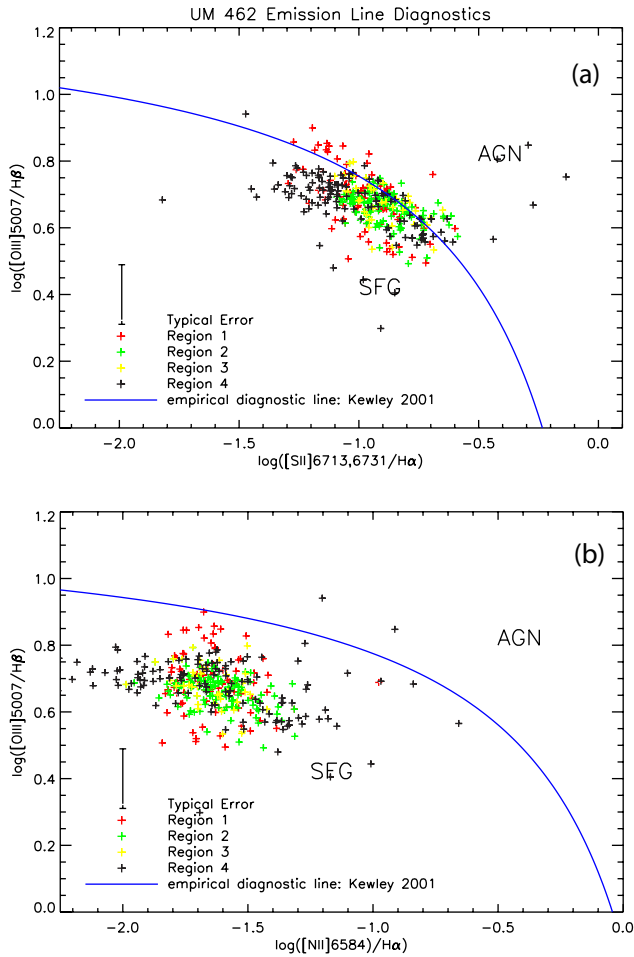 UM 462 Emission Line Diagnostics
(a)
1.2
1.0
0.8
0.6
0.4
0.2
0.0
log([OIII]5007/Hβ)
AGN
SFG
Typical Error
Region 1
Region 2
Region 3
Region 4
empirical diagnostic line: Kewley 2001
−2.0 −1.5 −1.0 −0.5 0.0
log([SII]6713,6731/Hα)
(b)
1.2
1.0
0.8
0.6
0.4
0.2
0.0
log([OIII]5007/Hβ)
AGN
SFG
Typical Error
Region 1
Region 2
Region 3
Region 4
empirical diagnostic line: Kewley 2001
−2.0 −1.5 −1.0 −0.5 0.0
log([NII]6584)/Hα)